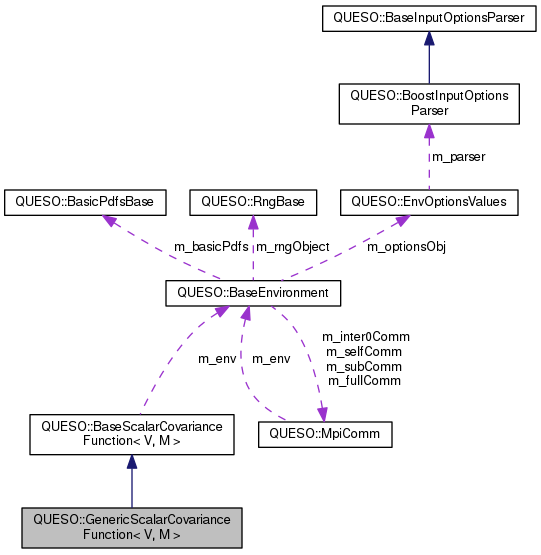 QUESO::BaseInputOptionsParser
QUESO::BoostInputOptions
Parser
m_parser
QUESO::BasicPdfsBase
QUESO::RngBase
QUESO::EnvOptionsValues
m_basicPdfs
m_rngObject
m_optionsObj
QUESO::BaseEnvironment
m_env
m_env
m_inter0Comm
m_selfComm
m_subComm
m_fullComm
QUESO::BaseScalarCovariance
Function< V, M >
QUESO::MpiComm
QUESO::GenericScalarCovariance
Function< V, M >